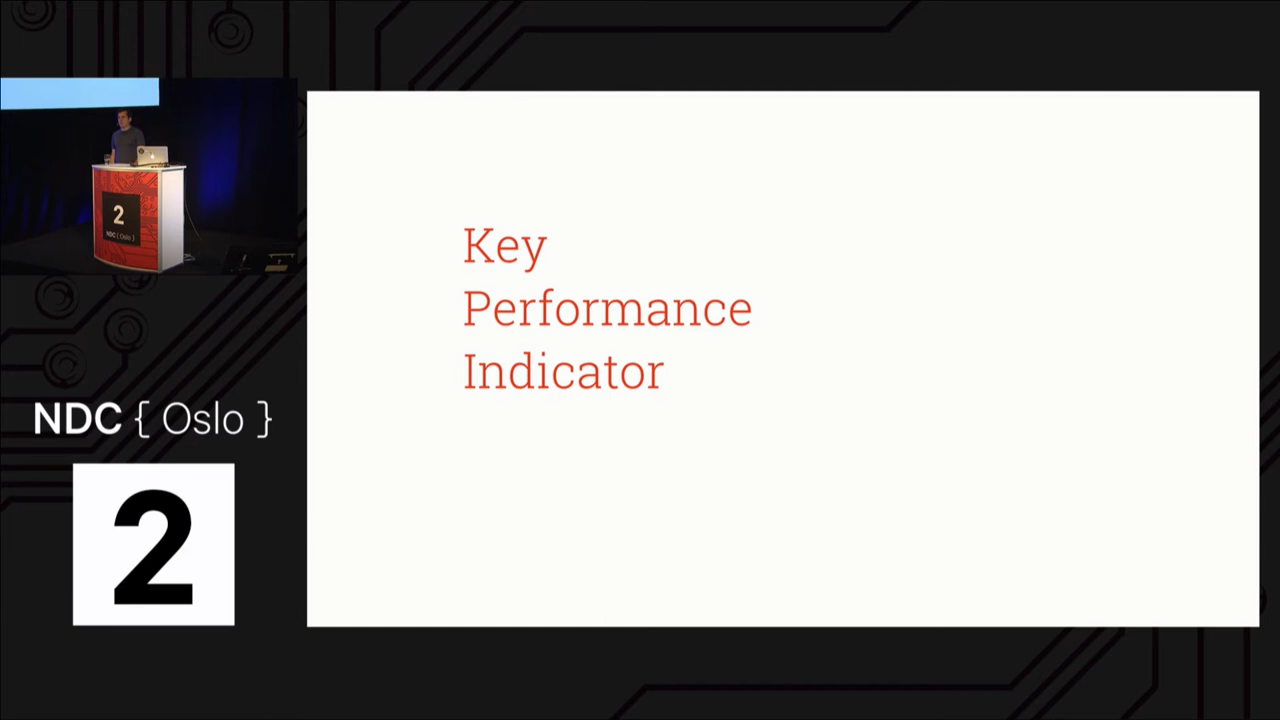 2
NDC { Oslo }
NDC { Oslo }
2
Key
Performance
Indicator